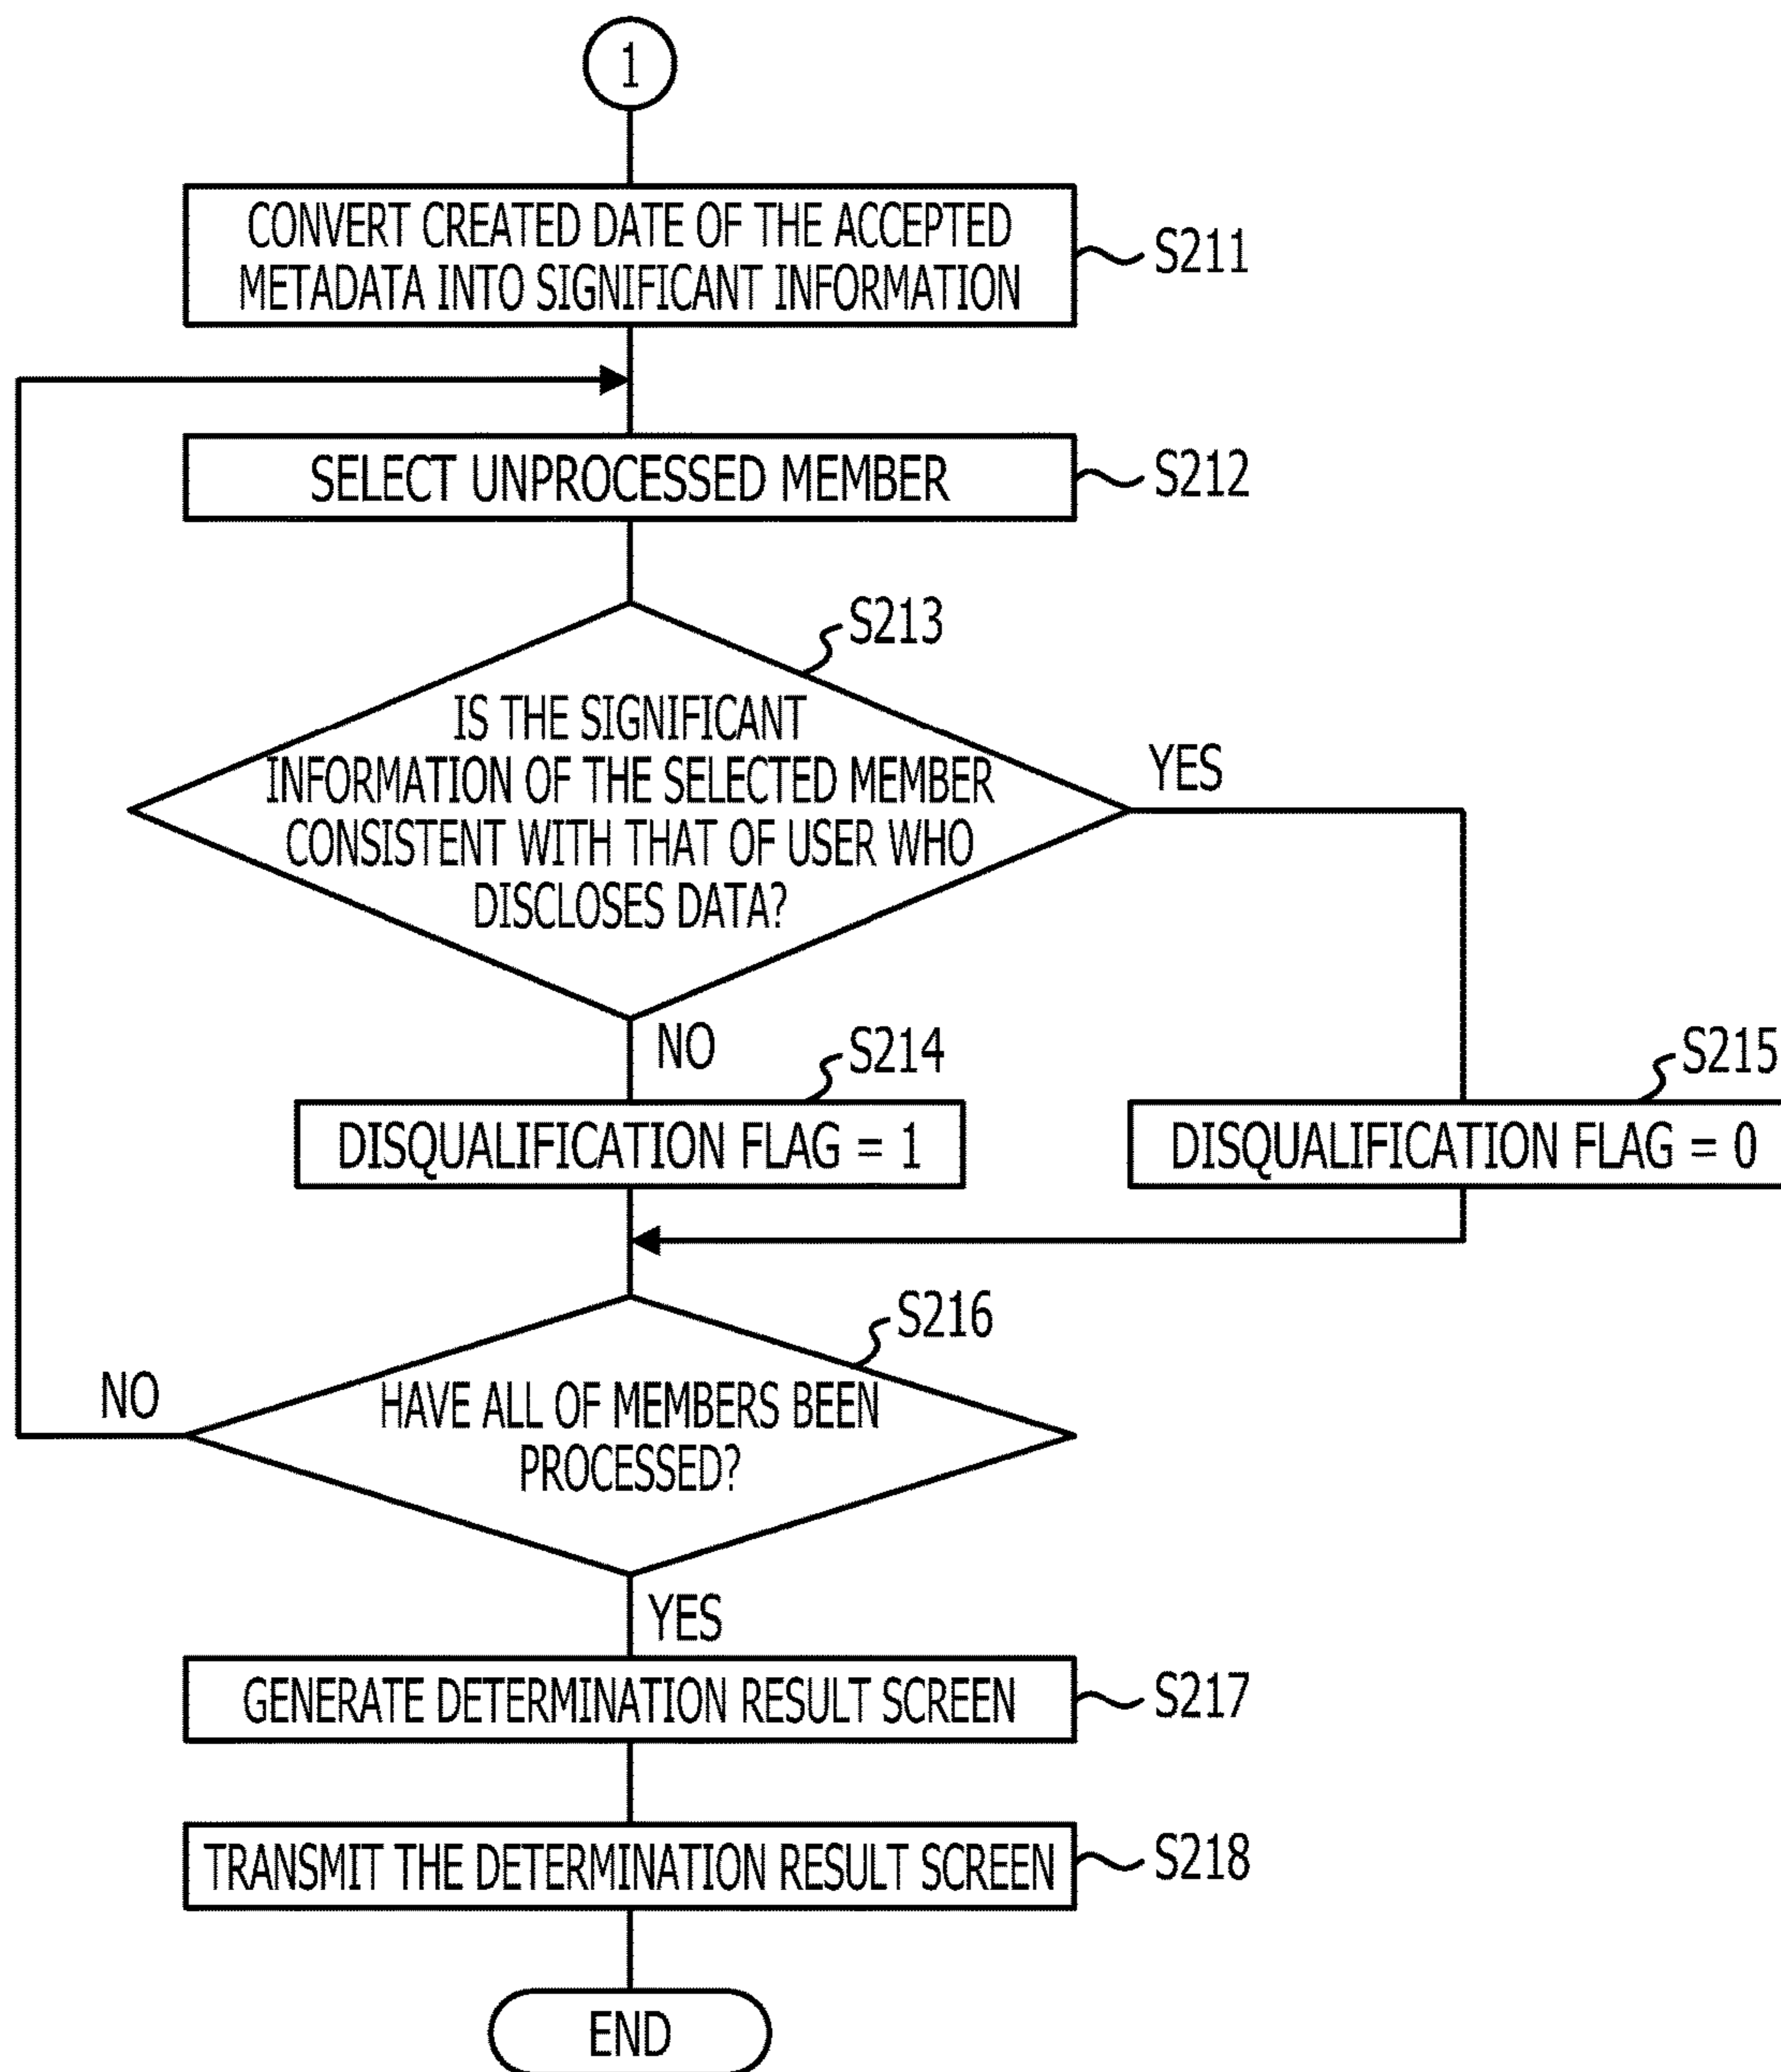 1
CONVERT CREATED DATE OF THE ACCEPTED
METADATA INTO SIGNIFICANT INFORMATION
S211
SELECT UNPROCESSED MEMBER
S212
S213
IS THE SIGNIFICANT
INFORMATION OF THE SELECTED MEMBER
CONSISTENT WITH THAT OF USER WHO
DISCLOSES DATA?
YES
NO
S214
DISQUALIFICATION FLAG = 1
S215
DISQUALIFICATION FLAG = 0
S216
HAVE ALL OF MEMBERS BEEN
PROCESSED?
NO
YES
GENERATE DETERMINATION RESULT SCREEN
S217
TRANSMIT THE DETERMINATION RESULT SCREEN
S218
END